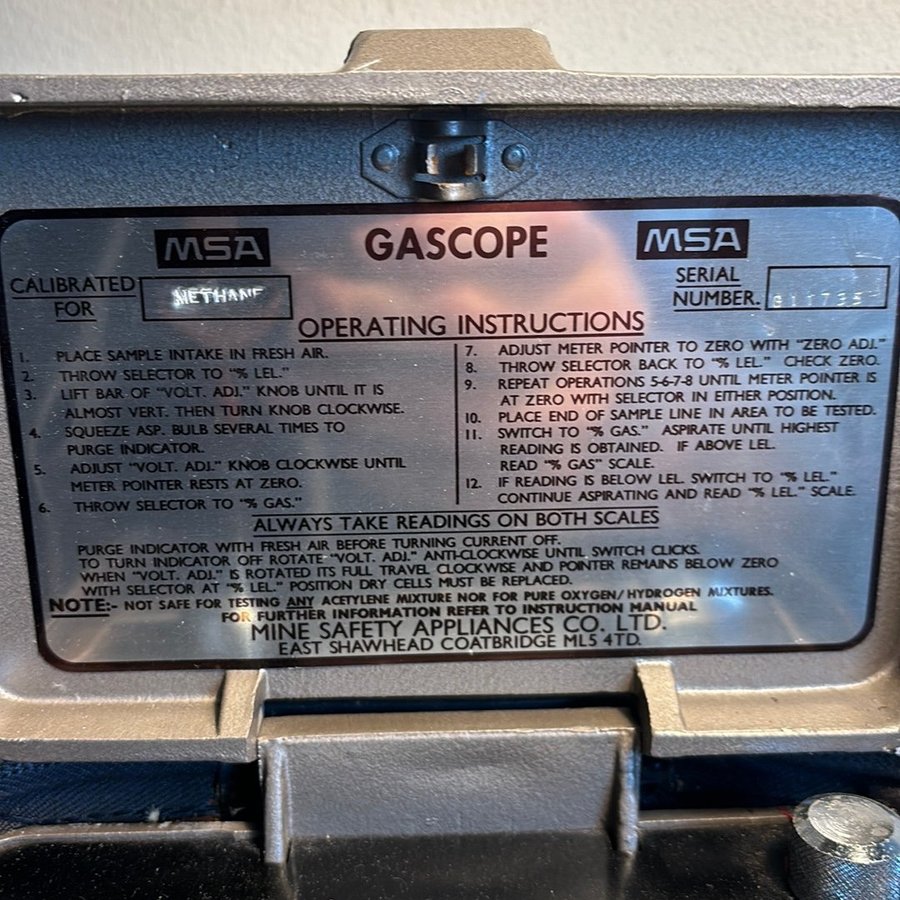 MSA GASCOPE MSA
CALIBRATED FOR METHANE
SERIAL NUMBER.
OPERATING INSTRUCTIONS
1. PLACE SAMPLE INTAKE IN FRESH AIR.
2. THROW SELECTOR TO "% LEL."
3. LIFT BAR OF "VOLT. ADJ." KNOB UNTIL IT IS
ALMOST VERT. THEN TURN KNOB CLOCKWISE.
4. SQUEEZE ASP. BULB SEVERAL TIMES TO
PURGE INDICATOR.
5. ADJUST "VOLT. ADJ." KNOB CLOCKWISE UNTIL
METER POINTER RESTS AT ZERO.
6. THROW SELECTOR TO "% GAS."
7. ADJUST METER POINTER TO ZERO WITH "ZERO ADJ."
8. THROW SELECTOR BACK TO "% LEL." CHECK ZERO.
9. REPEAT OPERATIONS 5-6-7-8 UNTIL METER POINTER IS
AT ZERO WITH SELECTOR IN EITHER POSITION.
10. PLACE END OF SAMPLE LINE IN AREA TO BE TESTED.
11. SWITCH TO "% GAS." ASPIRATE UNTIL HIGHEST
READING IS OBTAINED. IF ABOVE LEL.
READ "% GAS" SCALE.
12. IF READING IS BELOW LEL. SWITCH TO "% LEL."
CONTINUE ASPIRATING AND READ "% LEL." SCALE.
ALWAYS TAKE READINGS ON BOTH SCALES
PURGE INDICATOR WITH FRESH AIR BEFORE TURNING CURRENT OFF.
TO TURN INDICATOR OFF ROTATE "VOLT. ADJ." ANTI-CLOCKWISE UNTIL SWITCH CLICKS.
WHEN "VOLT. ADJ." IS ROTATED ITS FULL TRAVEL CLOCKWISE AND POINTER REMAINS BELOW ZERO
WITH SELECTOR AT "% LEL." POSITION DRY CELLS MUST BE REPLACED.
NOTE:- NOT SAFE FOR TESTING ANY ACETYLENE MIXTURE NOR FOR PURE OXYGEN/HYDROGEN MIXTURES.
FOR FURTHER INFORMATION REFER TO INSTRUCTION MANUAL
MINE SAFETY APPLIANCES CO. LTD.
EAST SHAWHEAD COATBRIDGE ML5 4TD.